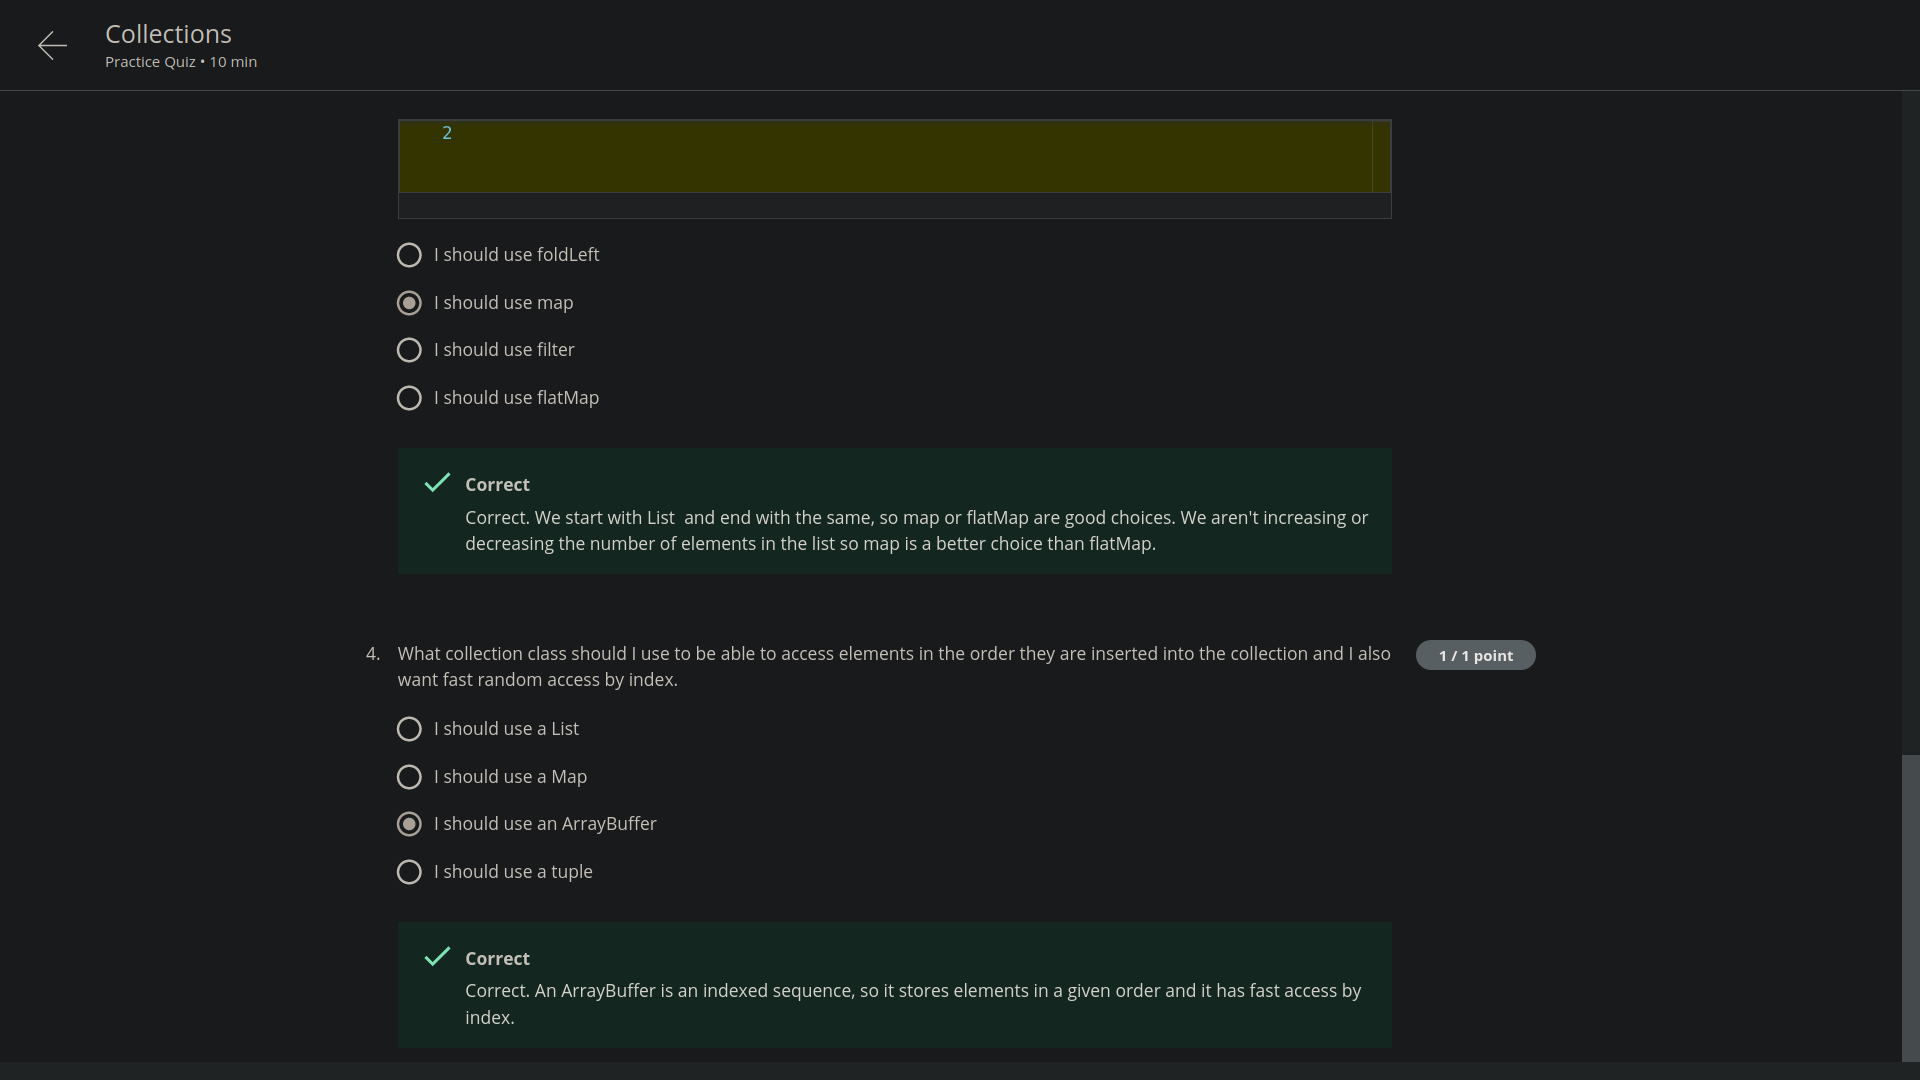 Collections
Practice Quiz • 10 min
2
I should use foldLeft
I should use map
I should use filter
I should use flatMap
Correct
Correct. We start with List  and end with the same, so map or flatMap are good choices. We aren't increasing or
decreasing the number of elements in the list so map is a better choice than flatMap.
4. What collection class should I use to be able to access elements in the order they are inserted into the collection and I also
want fast random access by index.
1 / 1 point
I should use a List
I should use a Map
I should use an ArrayBuffer
I should use a tuple
Correct
Correct. An ArrayBuffer is an indexed sequence, so it stores elements in a given order and it has fast access by
index.